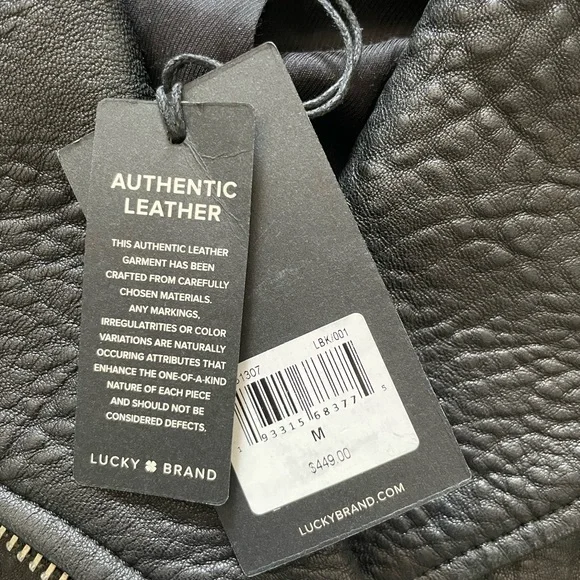 AUTHENTIC
LEATHER
THIS AUTHENTIC LEATHER
GARMENT HAS BEEN
CRAFTED FROM CAREFULLY
CHOSEN MATERIALS.
ANY MARKINGS,
IRREGULATRITIES OR COLOR
VARIATIONS ARE NATURALLY
OCCURING ATTRIBUTES THAT
ENHANCE THE ONE-OF-A-KIND
NATURE OF EACH PIECE
AND SHOULD NOT BE
CONSIDERED DEFECTS.
LUCKY BRAND
LBK/001
1307
1 93315 68377 5
M
$449.00
LUCKYBRAND.COM